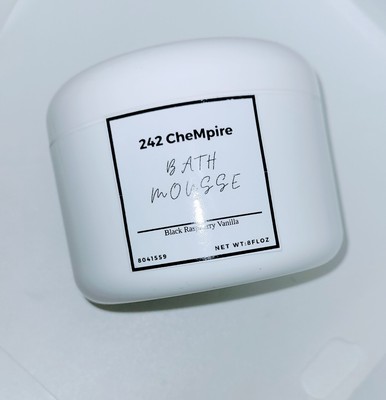 242 CheMpire
BATH
MOUSSE
Black Raspberry Vanilla
8041559 NET WT:8FLOZ